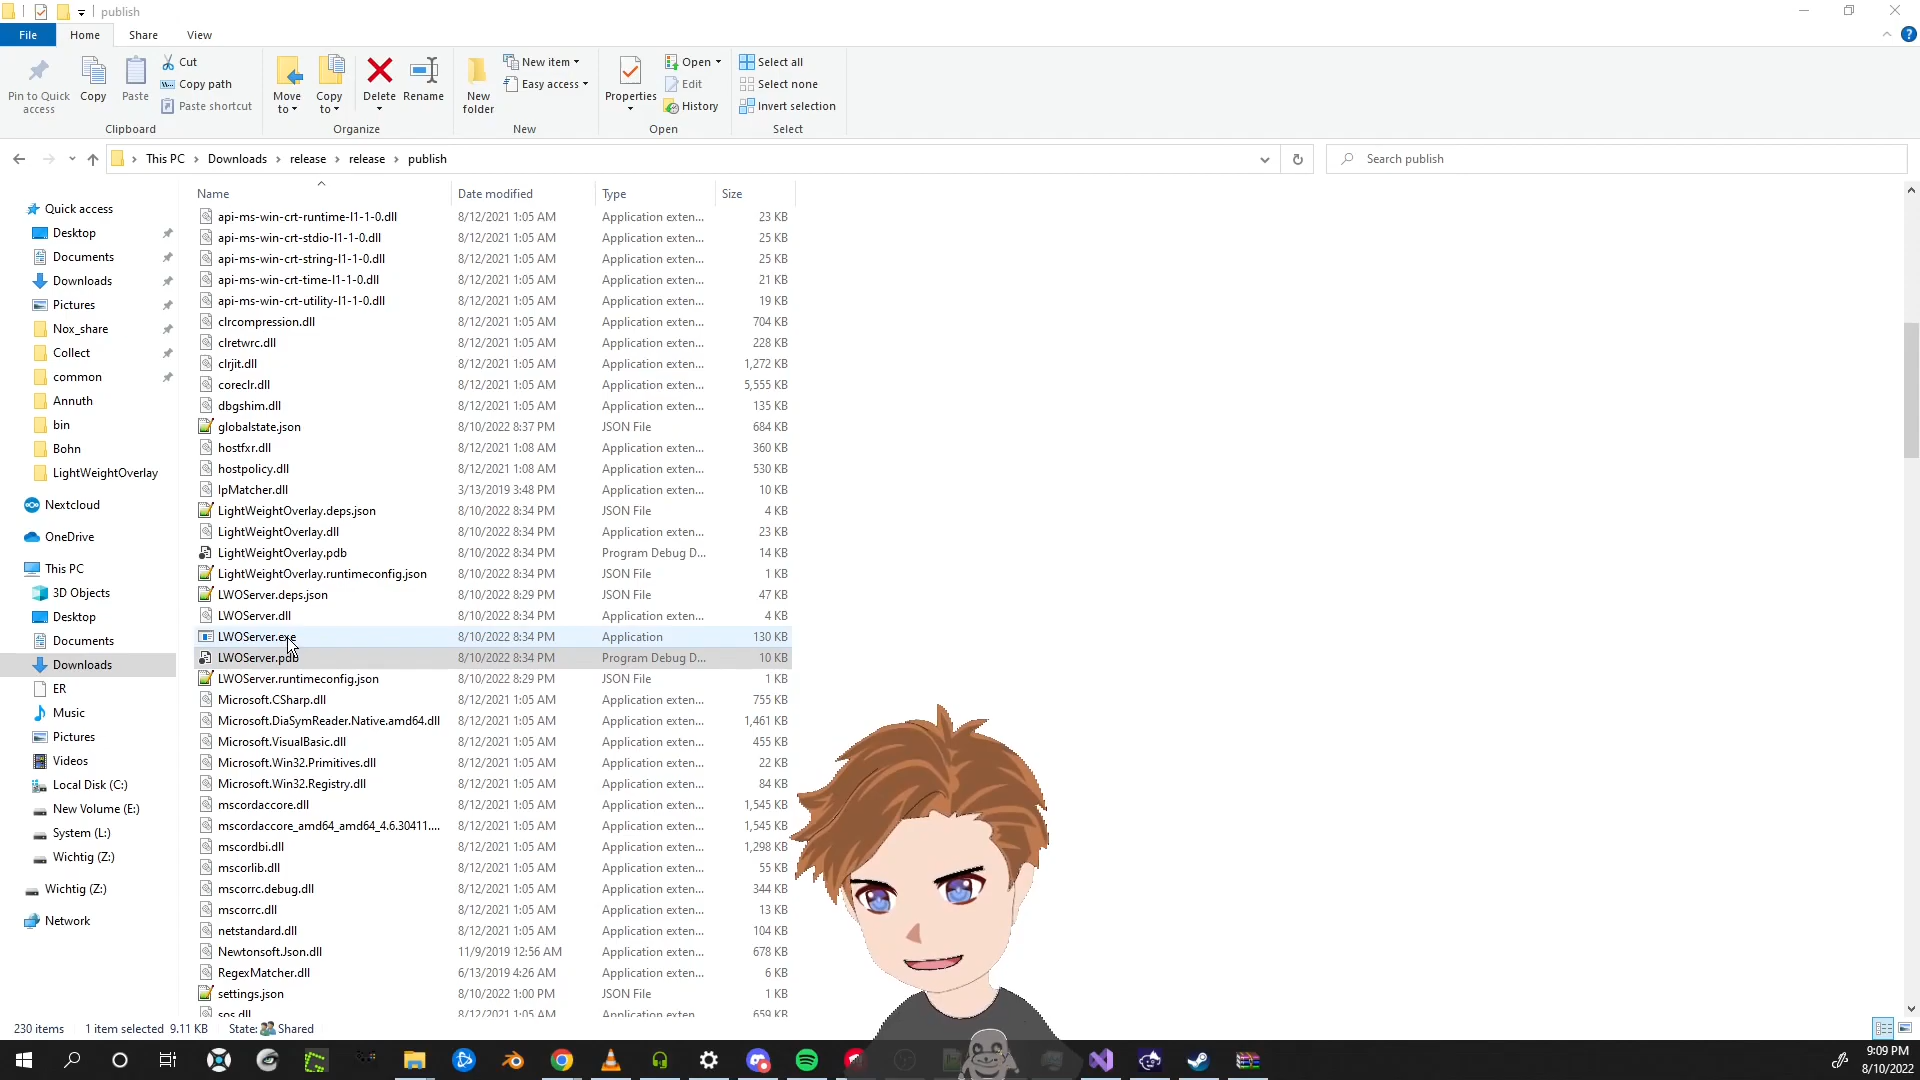 publish
File Home Share View
Pin to Quick access
Copy
Paste
Cut
Copy path
Paste shortcut
Clipboard
Move to
Copy to
Delete
Rename
Organize
New folder
New item
Easy access
New
Properties
Open
Edit
History
Open
Select all
Select none
Invert selection
Select
This PC > Downloads > release > release > publish
Search publish
Quick access
Desktop
Documents
Downloads
Pictures
Nox_share
Collect
common
Annuth
bin
Bohn
LightWeightOverlay
Nextcloud
OneDrive
This PC
3D Objects
Desktop
Documents
Downloads
ER
Music
Pictures
Videos
Local Disk (C:)
New Volume (E:)
System (L:)
Wichtig (Z:)
Wichtig (Z:)
Network
Name Date modified Type Size
api-ms-win-crt-runtime-l1-1-0.dll 8/12/2021 1:05 AM Application exten... 23 KB
api-ms-win-crt-stdio-l1-1-0.dll 8/12/2021 1:05 AM Application exten... 25 KB
api-ms-win-crt-string-l1-1-0.dll 8/12/2021 1:05 AM Application exten... 25 KB
api-ms-win-crt-time-l1-1-0.dll 8/12/2021 1:05 AM Application exten... 21 KB
api-ms-win-crt-utility-l1-1-0.dll 8/12/2021 1:05 AM Application exten... 19 KB
clrcompression.dll 8/12/2021 1:05 AM Application exten... 704 KB
clretwrc.dll 8/12/2021 1:05 AM Application exten... 228 KB
clrjit.dll 8/12/2021 1:05 AM Application exten... 1,272 KB
coreclr.dll 8/12/2021 1:05 AM Application exten... 5,555 KB
dbgshim.dll 8/12/2021 1:05 AM Application exten... 135 KB
globalstate.json 8/10/2022 8:37 PM JSON File 684 KB
hostfxr.dll 8/12/2021 1:08 AM Application exten... 360 KB
hostpolicy.dll 8/12/2021 1:08 AM Application exten... 530 KB
IpMatcher.dll 3/13/2019 3:48 PM Application exten... 10 KB
LightWeightOverlay.deps.json 8/10/2022 8:34 PM JSON File 4 KB
LightWeightOverlay.dll 8/10/2022 8:34 PM Application exten... 23 KB
LightWeightOverlay.pdb 8/10/2022 8:34 PM Program Debug D... 14 KB
LightWeightOverlay.runtimeconfig.json 8/10/2022 8:34 PM JSON File 1 KB
LWOServer.deps.json 8/10/2022 8:29 PM JSON File 47 KB
LWOServer.dll 8/10/2022 8:34 PM Application exten... 4 KB
LWOServer.exe 8/10/2022 8:34 PM Application 130 KB
LWOServer.pdb 8/10/2022 8:34 PM Program Debug D... 10 KB
LWOServer.runtimeconfig.json 8/10/2022 8:29 PM JSON File 1 KB
Microsoft.CSharp.dll 8/12/2021 1:05 AM Application exten... 755 KB
Microsoft.DiaSymReader.Native.amd64.dll 8/12/2021 1:05 AM Application exten... 1,461 KB
Microsoft.VisualBasic.dll 8/12/2021 1:05 AM Application exten... 455 KB
Microsoft.Win32.Primitives.dll 8/12/2021 1:05 AM Application exten... 22 KB
Microsoft.Win32.Registry.dll 8/12/2021 1:05 AM Application exten... 84 KB
mscordaccore.dll 8/12/2021 1:05 AM Application exten... 1,545 KB
mscordaccore_amd64_amd64_4.6.30411.... 8/12/2021 1:05 AM Application exten... 1,545 KB
mscordbi.dll 8/12/2021 1:05 AM Application exten... 1,298 KB
mscorlib.dll 8/12/2021 1:05 AM Application exten... 55 KB
mscorrc.debug.dll 8/12/2021 1:05 AM Application exten... 344 KB
mscorrc.dll 8/12/2021 1:05 AM Application exten... 13 KB
netstandard.dll 8/12/2021 1:05 AM Application exten... 104 KB
Newtonsoft.Json.dll 11/9/2019 12:56 AM Application exten... 678 KB
RegexMatcher.dll 6/13/2019 4:26 AM Application exten... 6 KB
settings.json 8/10/2022 1:00 PM JSON File 1 KB
sos.dll 8/12/2021 1:05 AM Application exten 659 KB
230 items 1 item selected 9.11 KB State: Shared
9:09 PM
8/10/2022